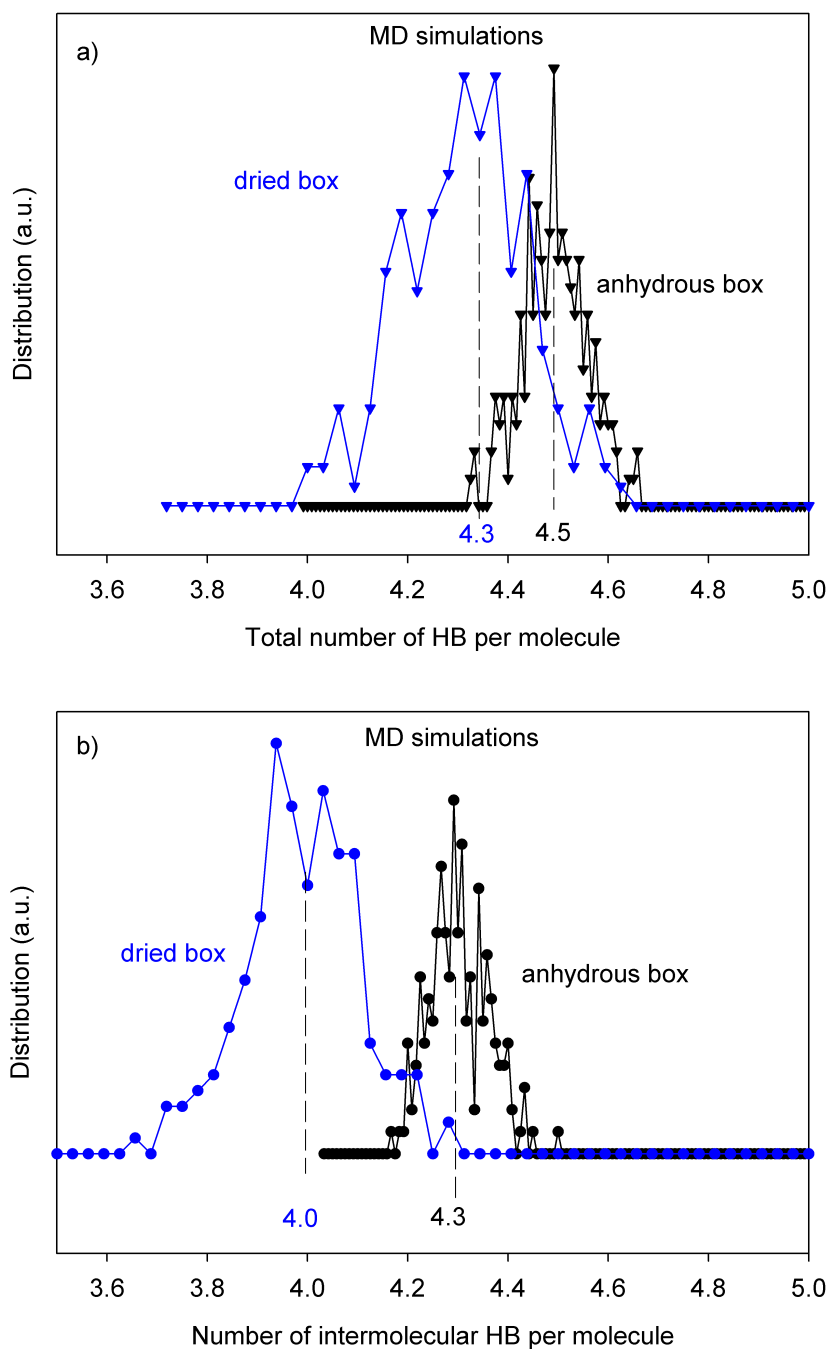 MD simulations
a)
dried box
anhydrous box
Distribution (a.u.)
4.3
4.5
3.6 3.8 4.0 4.2 4.4 4.6 4.8 5.0
Total number of HB per molecule
MD simulations
b)
dried box
anhydrous box
Distribution (a.u.)
4.0
4.3
3.6 3.8 4.0 4.2 4.4 4.6 4.8 5.0
Number of intermolecular HB per molecule